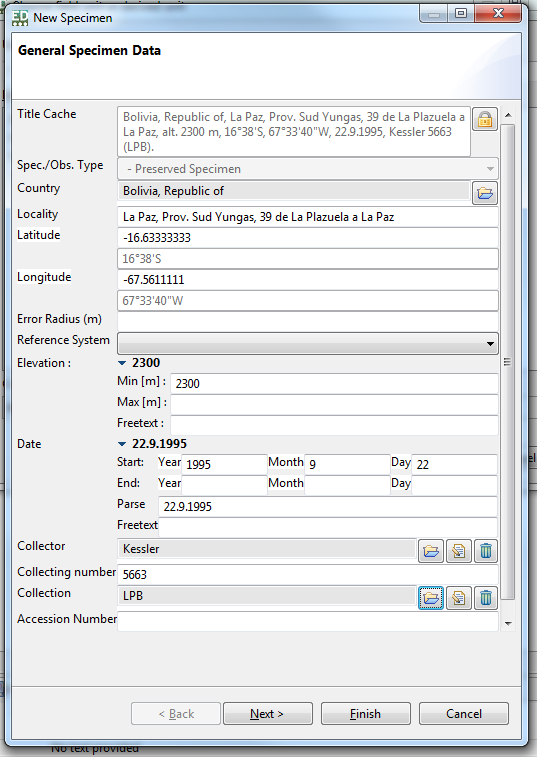 ED New Specimen
General Specimen Data
Title Cache
Bolivia, Republic of, La Paz, Prov. Sud Yungas, 39 de La Plazuela a
La Paz, alt. 2300 m, 16°38'S, 67°33'40"W, 22.9.1995, Kessler 5663
(LPB).
Spec./Obs. Type - Preserved Specimen
Country Bolivia, Republic of
Locality La Paz, Prov. Sud Yungas, 39 de La Plazuela a La Paz
Latitude -16.63333333
16°38'S
Longitude -67.5611111
67°33'40"W
Error Radius (m)
Reference System
Elevation : 2300
Min [m] : 2300
Max [m] :
Freetext :
Date 22.9.1995
Start: Year 1995 Month 9 Day 22
End: Year Month Day
Parse 22.9.1995
Freetext
Collector Kessler
Collecting number 5663
Collection LPB
Accession Number
< Back Next > Finish Cancel
No text provided